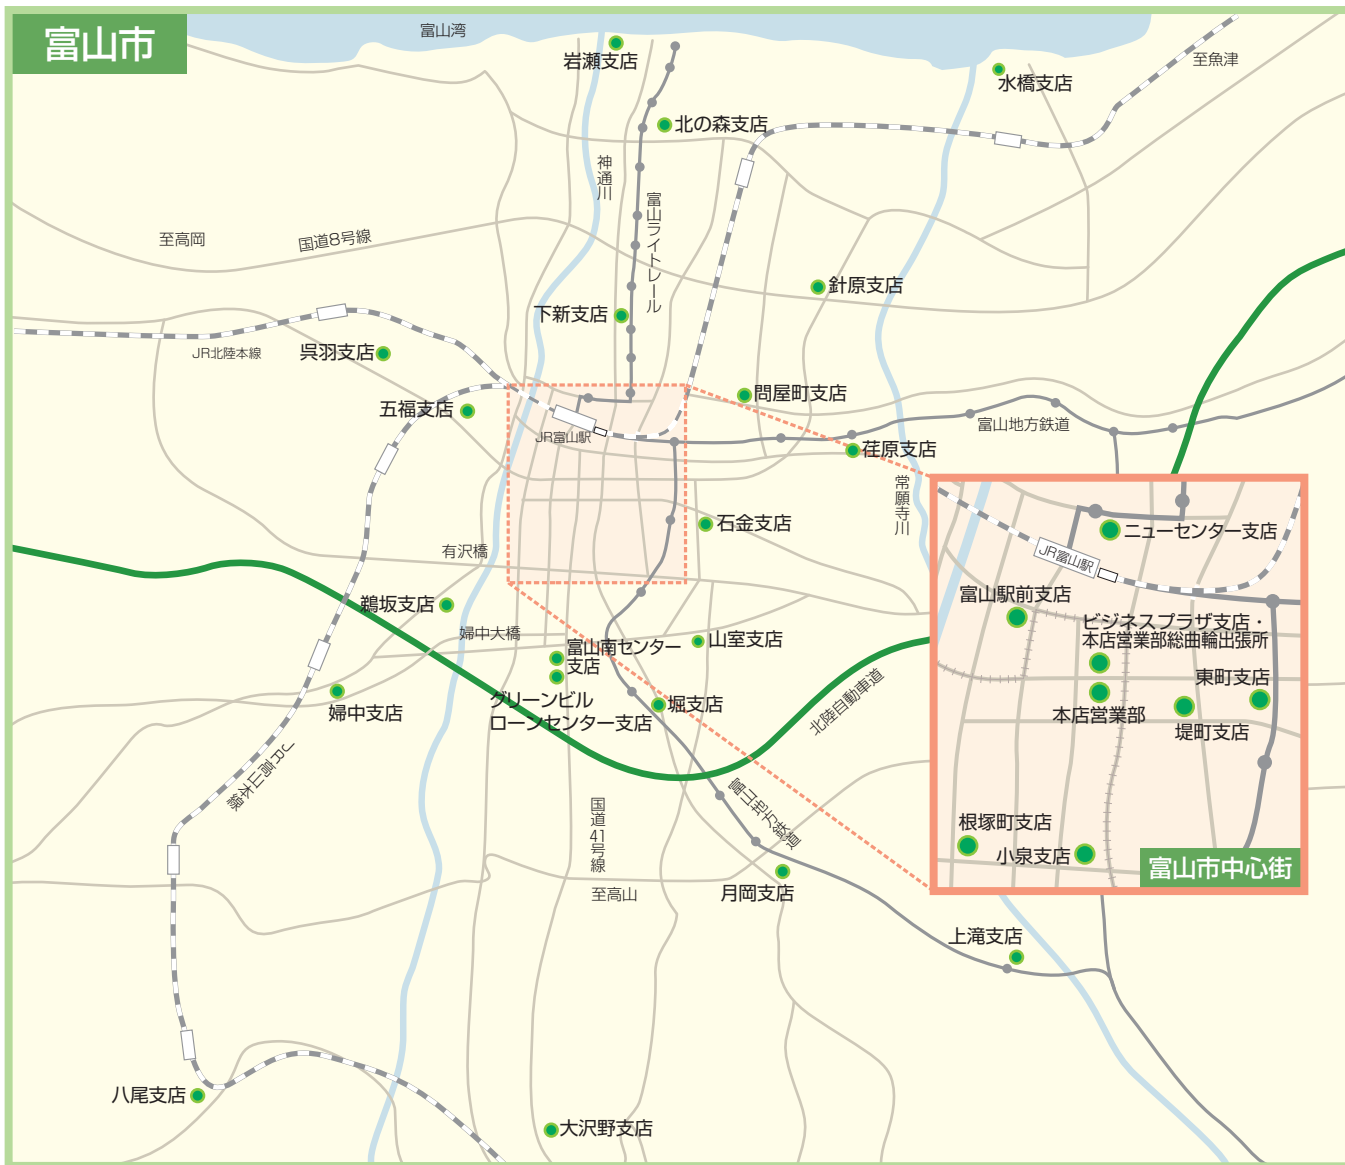 富山市
富山湾
岩瀬支店
至魚津
水橋支店
北の森支店
神通川
富山ライトレール
至高岡
国道8号線
針原支店
下新支店
JR北陸本線
呉羽支店
五福支店
問屋町支店
JR富山駅
富山地方鉄道
荏原支店
常願寺川
石金支店
有沢橋
鵜坂支店
婦中大橋
富山南センター
支店
山室支店
グリーンビル
ローンセンター支店
堀支店
婦中支店
北陸自動車道
JR高山本線
富山地方鉄道
国道41号線
至高山
月岡支店
上滝支店
八尾支店
大沢野支店
ニューセンター支店
JR富山駅
富山駅前支店
ビジネスプラザ支店・
本店営業部総曲輪出張所
東町支店
本店営業部
堤町支店
根塚町支店
小泉支店
富山市中心街